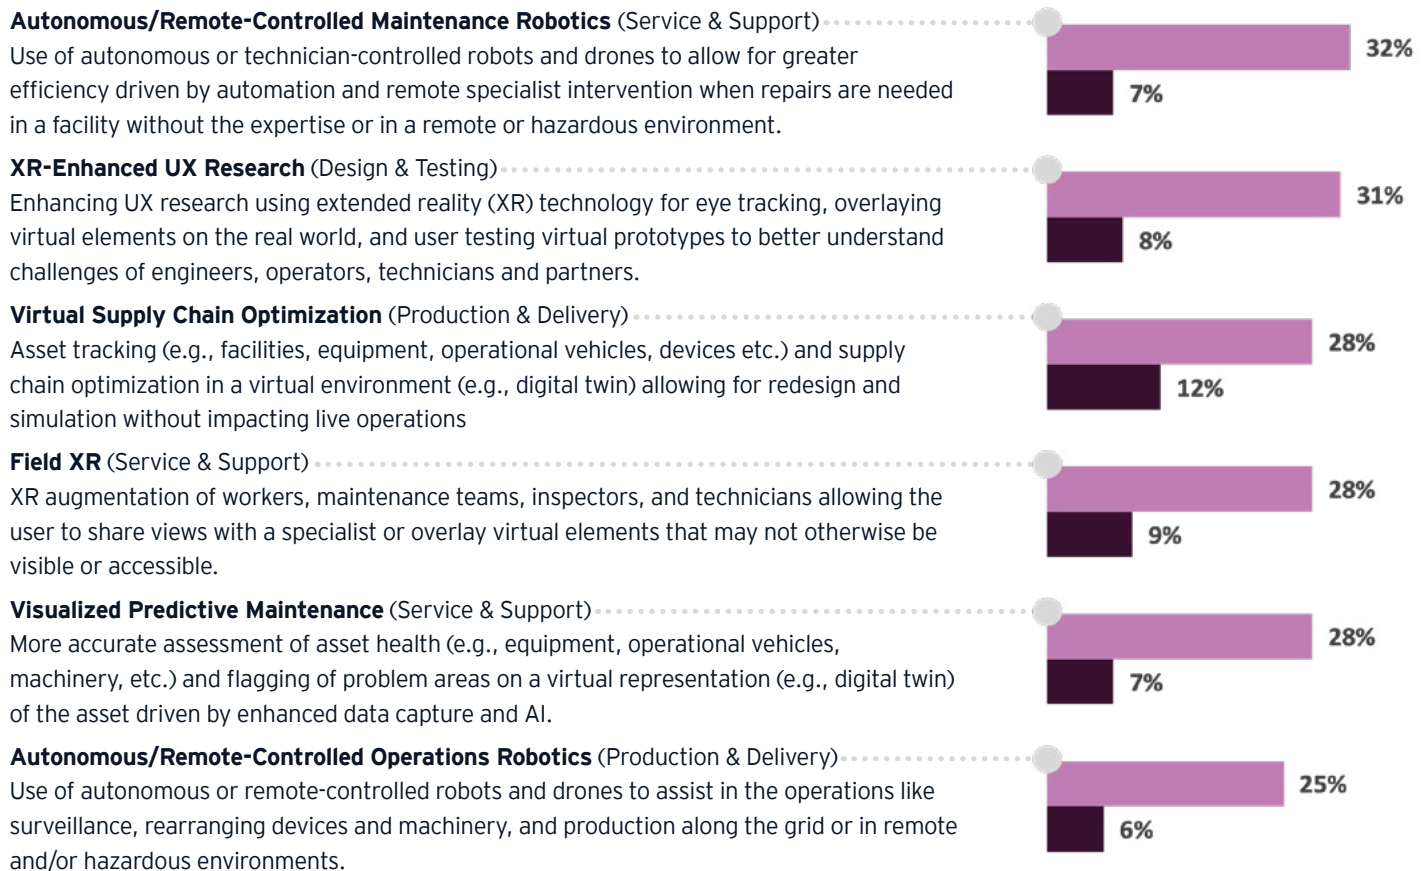 Autonomous/Remote-Controlled Maintenance Robotics (Service & Support)
32%
Use of autonomous or technician-controlled robots and drones to allow for greater
efficiency driven by automation and remote specialist intervention when repairs are needed
7%
in a facility without the expertise or in a remote or hazardous environment.
XR-Enhanced UX Research (Design & Testing)
31%
Enhancing UX research using extended reality (XR) technology for eye tracking, overlaying
virtual elements on the real world, and user testing virtual prototypes to better understand
8%
challenges of engineers, operators, technicians and partners.
Virtual Supply Chain Optimization (Production & Delivery)
28%
Asset tracking (e.g., facilities, equipment, operational vehicles, devices etc.) and supply
chain optimization in a virtual environment (e.g., digital twin) allowing for redesign and
12%
simulation without impacting live operations
Field XR (Service & Support)
28%
XR augmentation of workers, maintenance teams, inspectors, and technicians allowing the
user to share views with a specialist or overlay virtual elements that may not otherwise be
9%
visible or accessible.
Visualized Predictive Maintenance (Service & Support)
28%
More accurate assessment of asset health (e.g., equipment, operational vehicles,
machinery, etc.) and flagging of problem areas on a virtual representation (e.g., digital twin)
7%
of the asset driven by enhanced data capture and AI.
Autonomous/Remote-Controlled Operations Robotics (Production & Delivery)
25%
Use of autonomous or remote-controlled robots and drones to assist in the operations like
surveillance, rearranging devices and machinery, and production along the grid or in remote
6%
and/or hazardous environments.